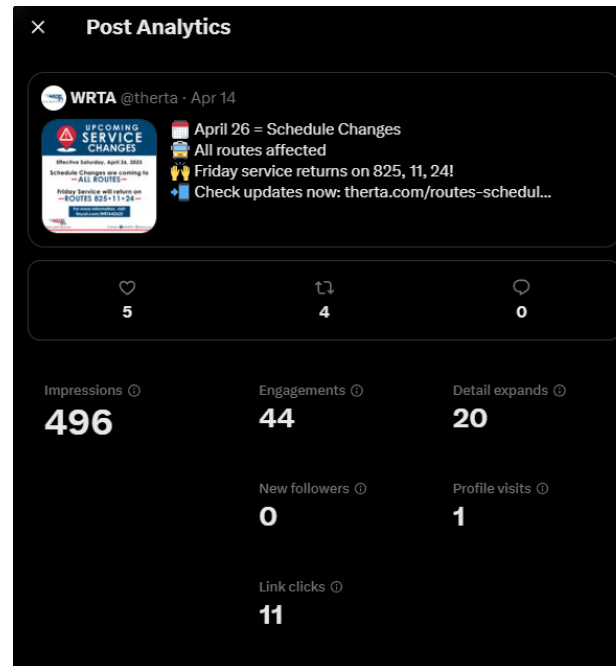 Post Analytics
WRTA @therta · Apr 14
UPCOMING
SERVICE
CHANGES
Effective Saturday, April 26, 2025
Schedule Changes are coming to
—ALL ROUTES—
Friday Service will return on
—ROUTES 825•11•24—
For more information, visit
April 26 = Schedule Changes
All routes affected
Friday service returns on 825, 11, 24!
Check updates now: therta.com/routes-schedul...
5
4
0
Impressions
496
Engagements
44
Detail expands
20
New followers
0
Profile visits
1
Link clicks
11